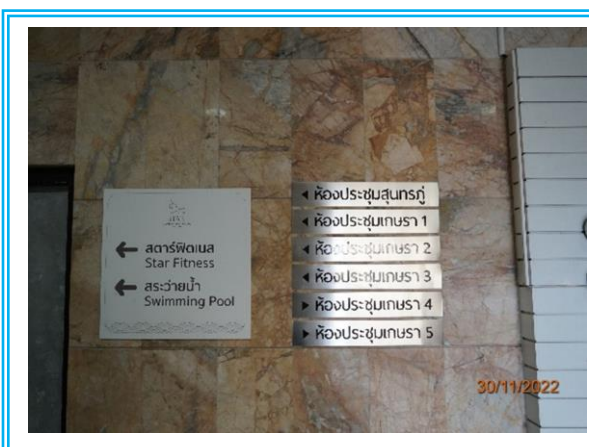 ← สตาร์ฟิตเนส
Star Fitness
← สระว่ายน้ำ
Swimming Pool
◀ ห้องประชุมสุนทรภู่
◀ ห้องประชุมเกษรา 1
◀ ห้องประชุมเกษรา 2
◀ ห้องประชุมเกษรา 3
▶ ห้องประชุมเกษรา 4
▶ ห้องประชุมเกษรา 5
30/11/2022